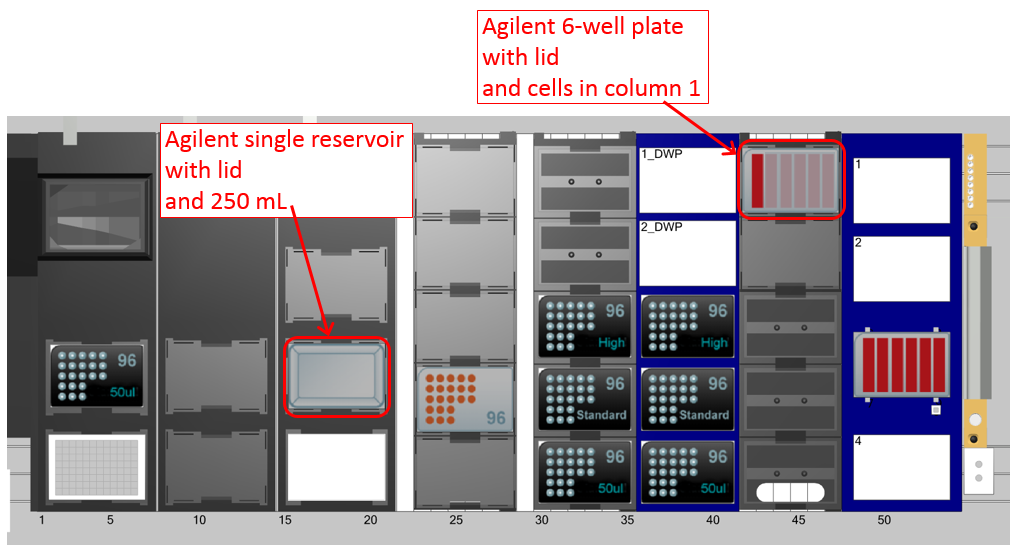 Agilent 6-well plate
with lid
and cells in column 1
Agilent single reservoir
with lid
and 250 mL
1_DWP
1
2_DWP
2
96
High
96
High
96
50ul
96
96
Standard
96
Standard
4
96
50ul
96
50ul
1 5 10 15 20 25 30 35 40 45 50